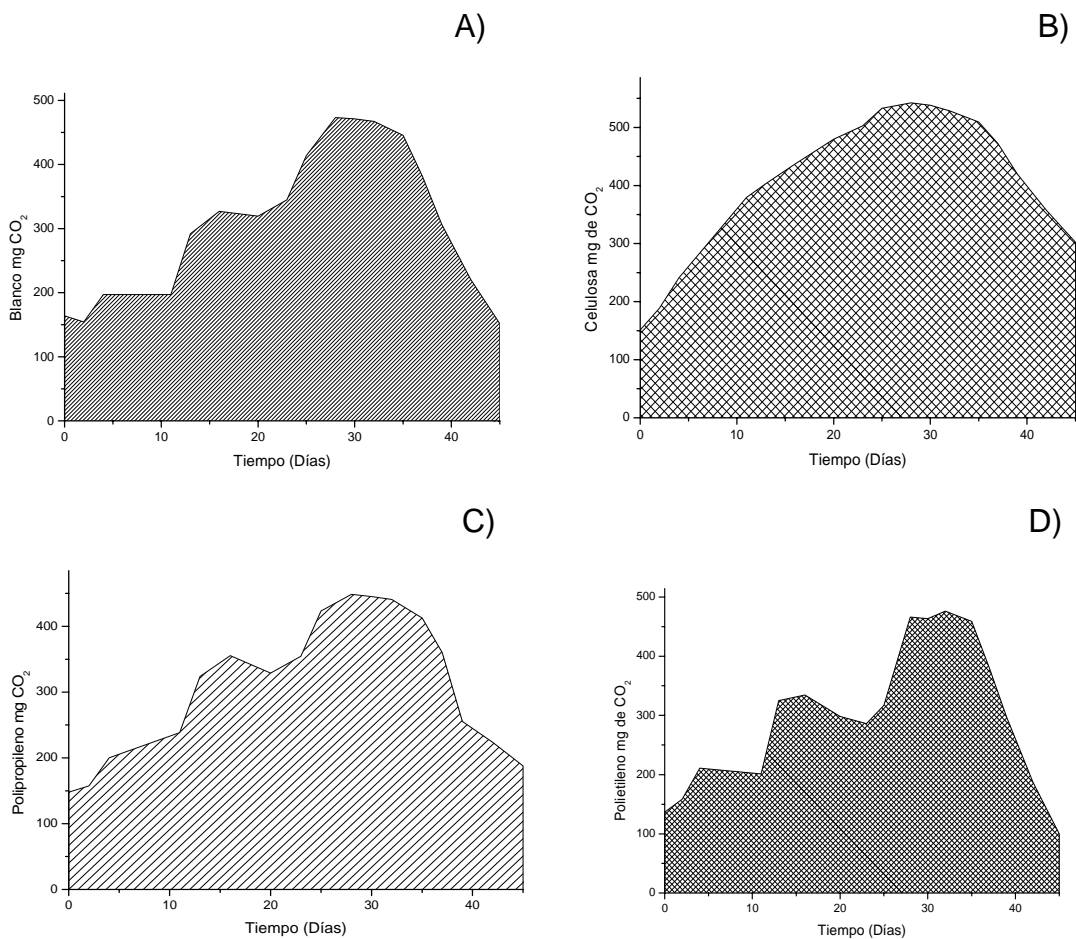 A)
500
400
300
200
100
0
Blanco mg CO₂
0 10 20 30 40
Tiempo (Días)
B)
500
400
300
200
100
0
Celulosa mg de CO₂
0 10 20 30 40
Tiempo (Días)
C)
400
300
200
100
0
Polipropileno mg CO₂
0 10 20 30 40
Tiempo (Días)
D)
500
400
300
200
100
0
Polietileno mg de CO₂
0 10 20 30 40
Tiempo (Días)